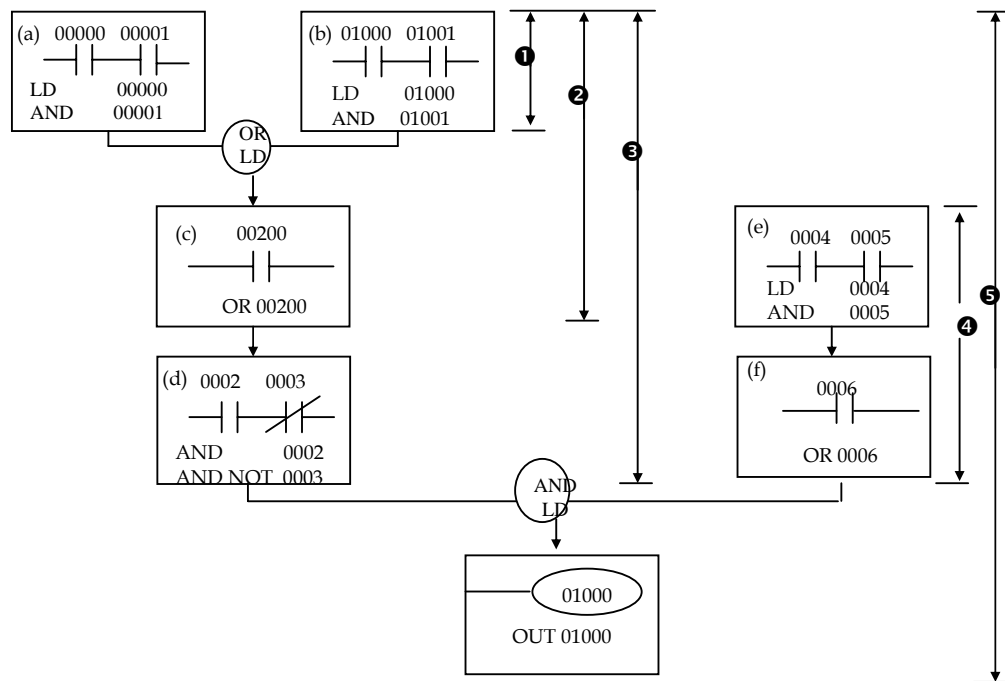 (a) 00000 00001
LD 00000
AND 00001
(b) 01000 01001
LD 01000
AND 01001
❶
❷
❸
OR
LD
(c)
00200
OR 00200
(e)
0004 0005
LD 0004
AND 0005
❹
❺
(d) 0002 0003
AND 0002
AND NOT 0003
(f)
0006
OR 0006
AND
LD
01000
OUT 01000